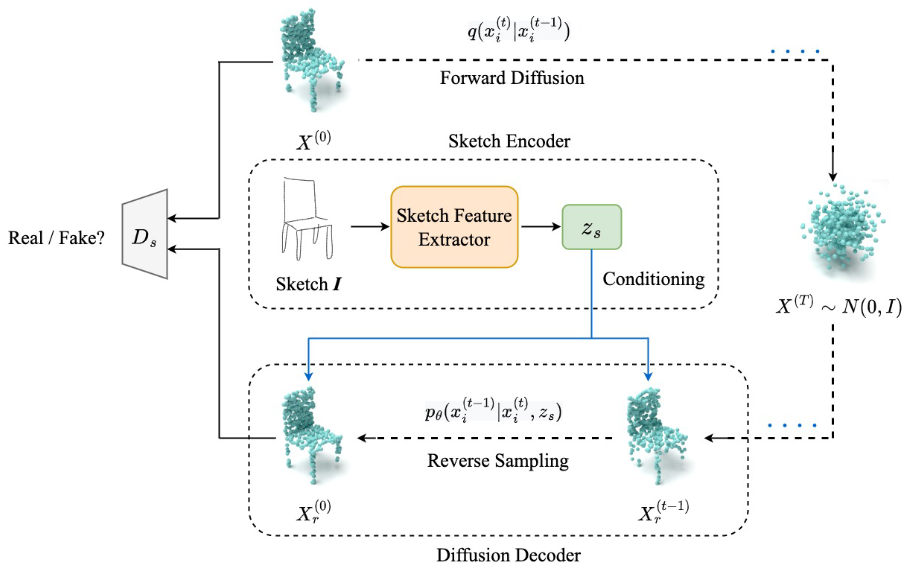 q(x_i^{(t)}|x_i^{(t-1)})
Forward Diffusion
X^{(0)}
Sketch Encoder
Sketch Feature
Extractor
z_s
Real / Fake?
D_s
Sketch I
Conditioning
X^{(T)} ∼ N(0, I)
p_θ(x_i^{(t-1)}|x_i^{(t)}, z_s)
Reverse Sampling
X_r^{(0)}
X_r^{(t-1)}
Diffusion Decoder